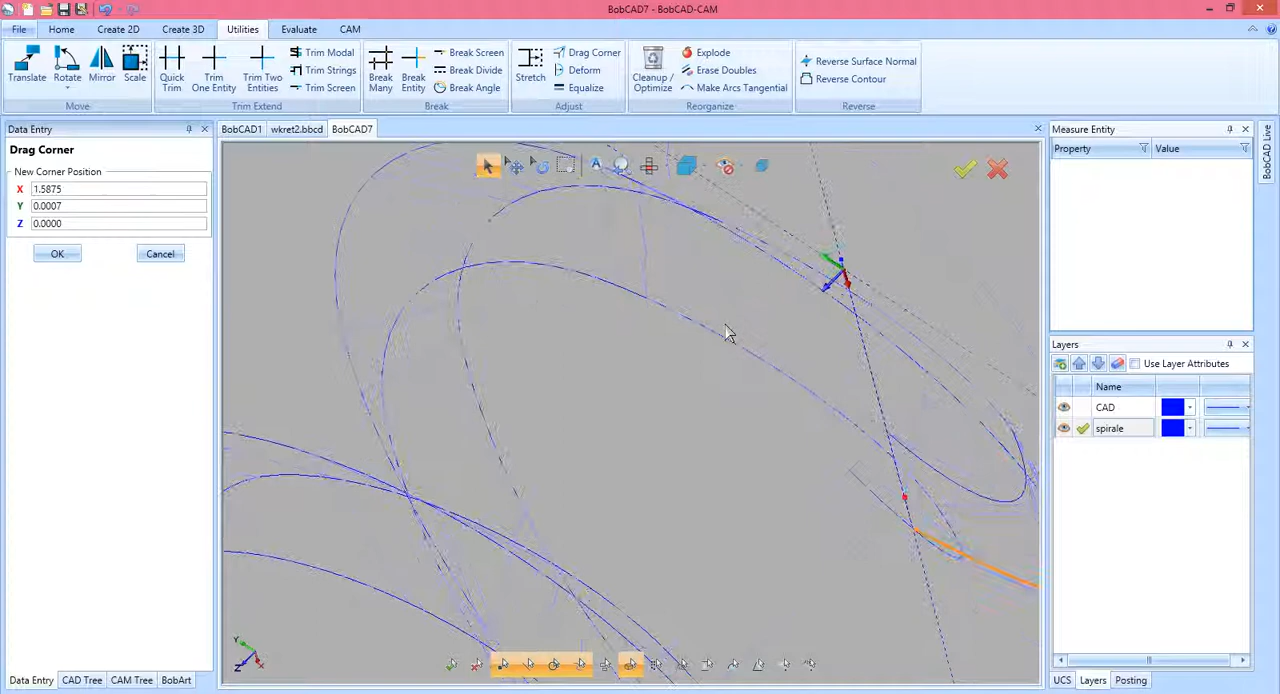 BobCAD7 - BobCAD-CAM
File Home Create 2D Create 3D Utilities Evaluate CAM
Translate Rotate Mirror Scale
Move
Quick Trim Trim One Entity Trim Two Entities
Trim Modal
Trim Strings
Trim Screen
Trim Extend
Break Many Break Entity
Break Screen
Break Divide
Break Angle
Break
Stretch
Drag Corner
Deform
Equalize
Adjust
Cleanup / Optimize
Explode
Erase Doubles
Make Arcs Tangential
Reorganize
Reverse Surface Normal
Reverse Contour
Reverse
Data Entry
BobCAD1 wkret2.bbcd BobCAD7
Drag Corner
New Corner Position
X 1.5875
Y 0.0007
Z 0.0000
OK Cancel
Measure Entity
Property Value
BobCAD Live
Layers
Use Layer Attributes
Name
CAD
spirale
Y
Z
Data Entry CAD Tree CAM Tree BobArt
UCS Layers Posting